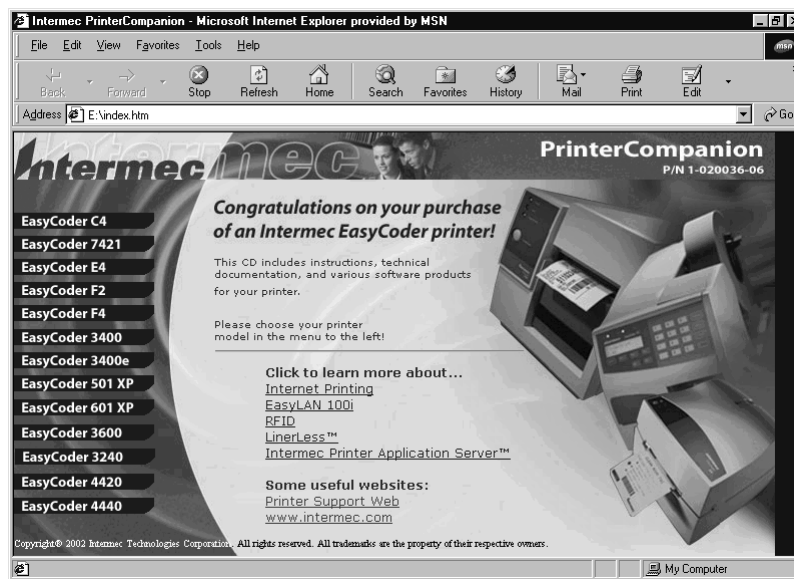 Intermec PrinterCompanion - Microsoft Internet Explorer provided by MSN
File Edit View Favorites Tools Help
msn
Back Forward Stop Refresh Home Search Favorites History Mail Print Edit
Address E:\index.htm Go
Intermec
ntermec
PrinterCompanion
P/N 1-020036-06
Congratulations on your purchase
of an Intermec EasyCoder printer!
This CD includes instructions, technical
documentation, and various software products
for your printer.
Please choose your printer
model in the menu to the left!
EasyCoder C4
EasyCoder 7421
EasyCoder E4
EasyCoder F2
EasyCoder F4
EasyCoder 3400
EasyCoder 3400e
EasyCoder 501 XP
EasyCoder 601 XP
EasyCoder 3600
EasyCoder 3240
EasyCoder 4420
EasyCoder 4440
Click to learn more about...
Internet Printing
EasyLAN 100i
RFID
LinerLess™
Intermec Printer Application Server™
Some useful websites:
Printer Support Web
www.intermec.com
Copyright® 2002 Intermec Technologies Corporation. All rights reserved. All trademarks are the property of their respective owners.
My Computer